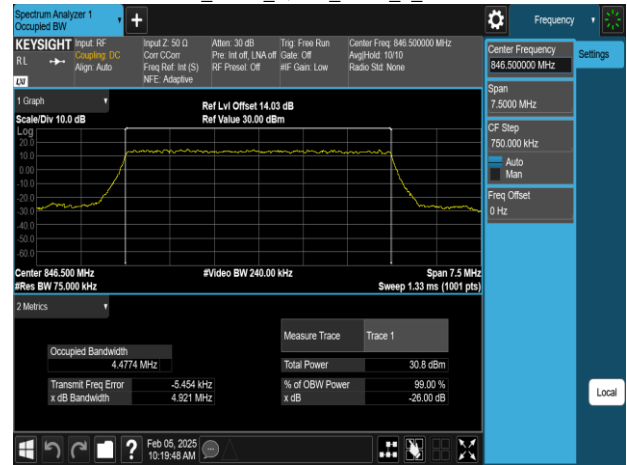 Spectrum Analyzer 1
Occupied BW
Frequency
KEYSIGHT
RL
LXI
Input: RF
Coupling: DC
Align: Auto
Input Z: 50 Ω
Corr CCorr
Freq Ref: Int (S)
NFE: Adaptive
Atten: 30 dB
Pre: Int off, LNA off
RF Presel: Off
Trig: Free Run
Gate: Off
#IF Gain: Low
Center Freq: 846.500000 MHz
Avg|Hold: 10/10
Radio Std: None
Center Frequency
846.500000 MHz
Settings
Span
7.5000 MHz
CF Step
750.000 kHz
Auto
Man
Freq Offset
0 Hz
1 Graph
Scale/Div 10.0 dB
Ref Lvl Offset 14.03 dB
Ref Value 30.00 dBm
Log
20.0
10.0
0.00
-10.0
-20.0
-30.0
-40.0
-50.0
-60.0
Center 846.500 MHz
#Res BW 75.000 kHz
#Video BW 240.00 kHz
Span 7.5 MHz
Sweep 1.33 ms (1001 pts)
2 Metrics
Measure Trace Trace 1
Occupied Bandwidth
4.4774 MHz
Total Power 30.8 dBm
Transmit Freq Error -5.454 kHz
% of OBW Power 99.00 %
x dB Bandwidth 4.921 MHz
x dB -26.00 dB
Local
Feb 05, 2025
10:19:48 AM